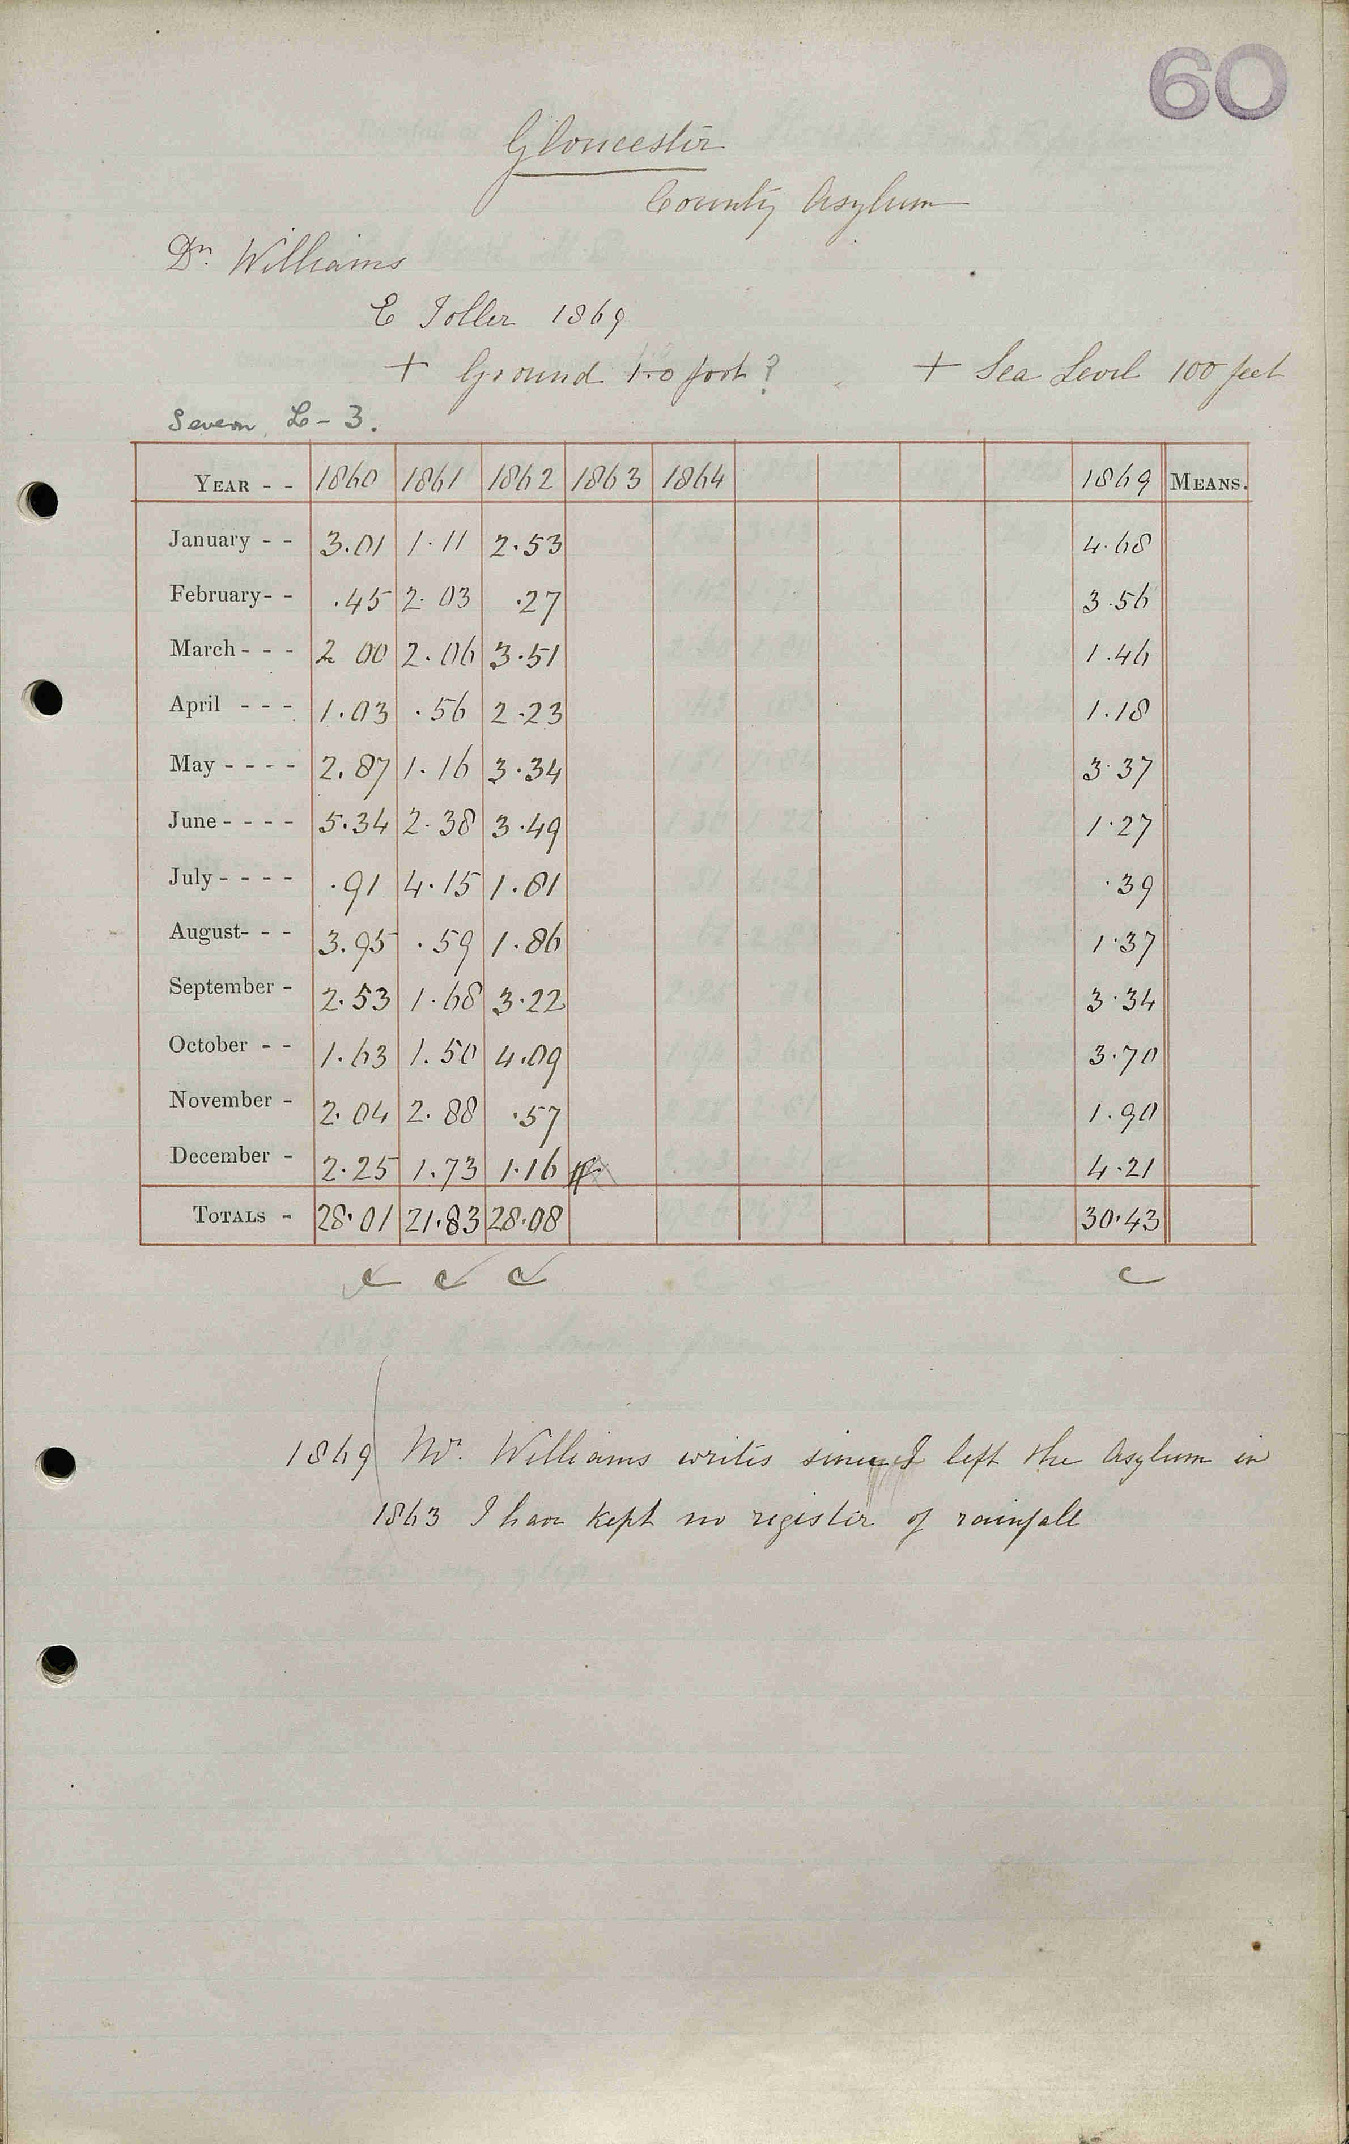 60
Gloucester
County Asylum
Dr. Williams
E Toller 1869
+ Ground 1.0 foot ? + Sea Level 100 feet
Severn L-3.
YEAR - - 1860 1861 1862 1863 1864 1869 MEANS.
January - - 3.01 1.11 2.53 4.68
February- - .45 2.03 .27 3.56
March - - - 2 00 2.06 3.51 1.46
April - - - 1.03 .56 2.23 1.18
May - - - - 2.87 1.16 3.34 3.37
June - - - - 5.34 2.38 3.49 1.27
July - - - - .91 4.15 1.81 .39
August- - - 3.95 .59 1.86 1.37
September - 2.53 1.68 3.22 3.34
October - - 1.63 1.50 4.09 3.70
November - 2.04 2.88 .57 1.90
December - 2.25 1.73 1.16 4.21
TOTALS - 28.01 21.83 28.08 30.43
c c c c
1869 Mr. Williams writes since I left the Asylum in
1863 I have kept no register of rainfall